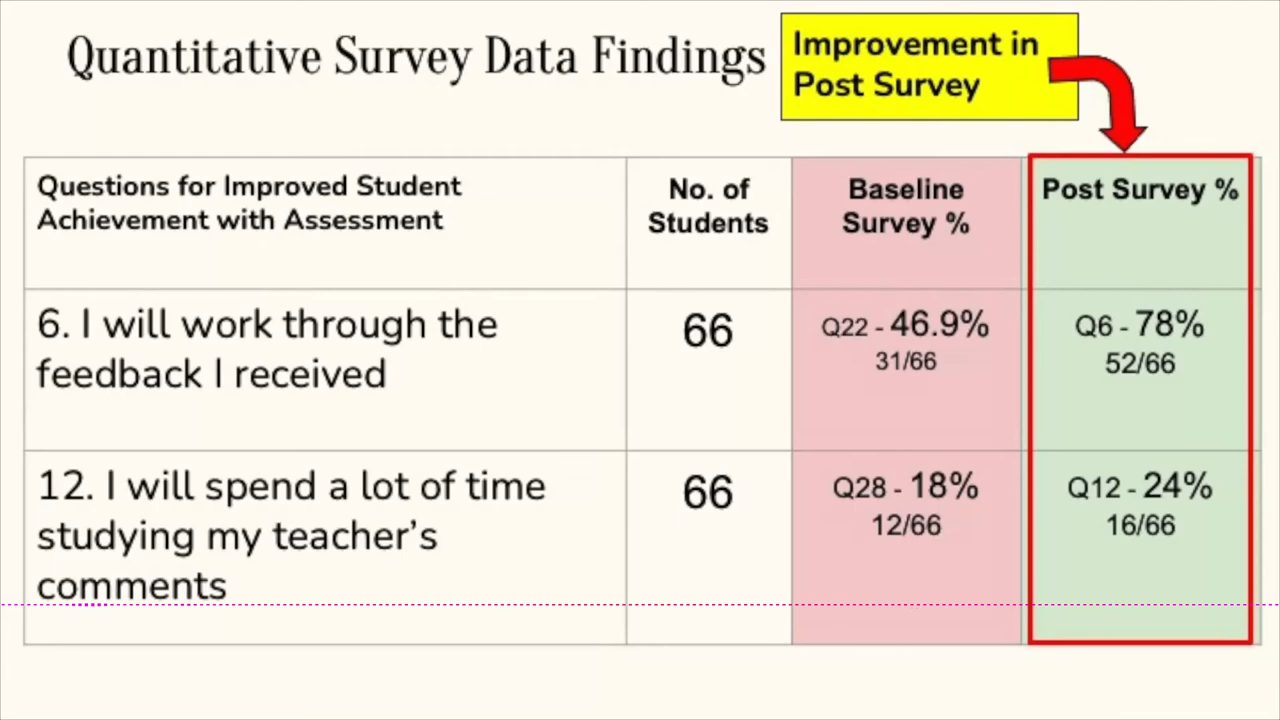 Quantitative Survey Data Findings
Improvement in
Post Survey
Questions for Improved Student
Achievement with Assessment
No. of
Students
Baseline
Survey %
Post Survey %
6. I will work through the
feedback I received
66
Q22 - 46.9%
31/66
Q6 - 78%
52/66
12. I will spend a lot of time
studying my teacher’s
comments
66
Q28 - 18%
12/66
Q12 - 24%
16/66